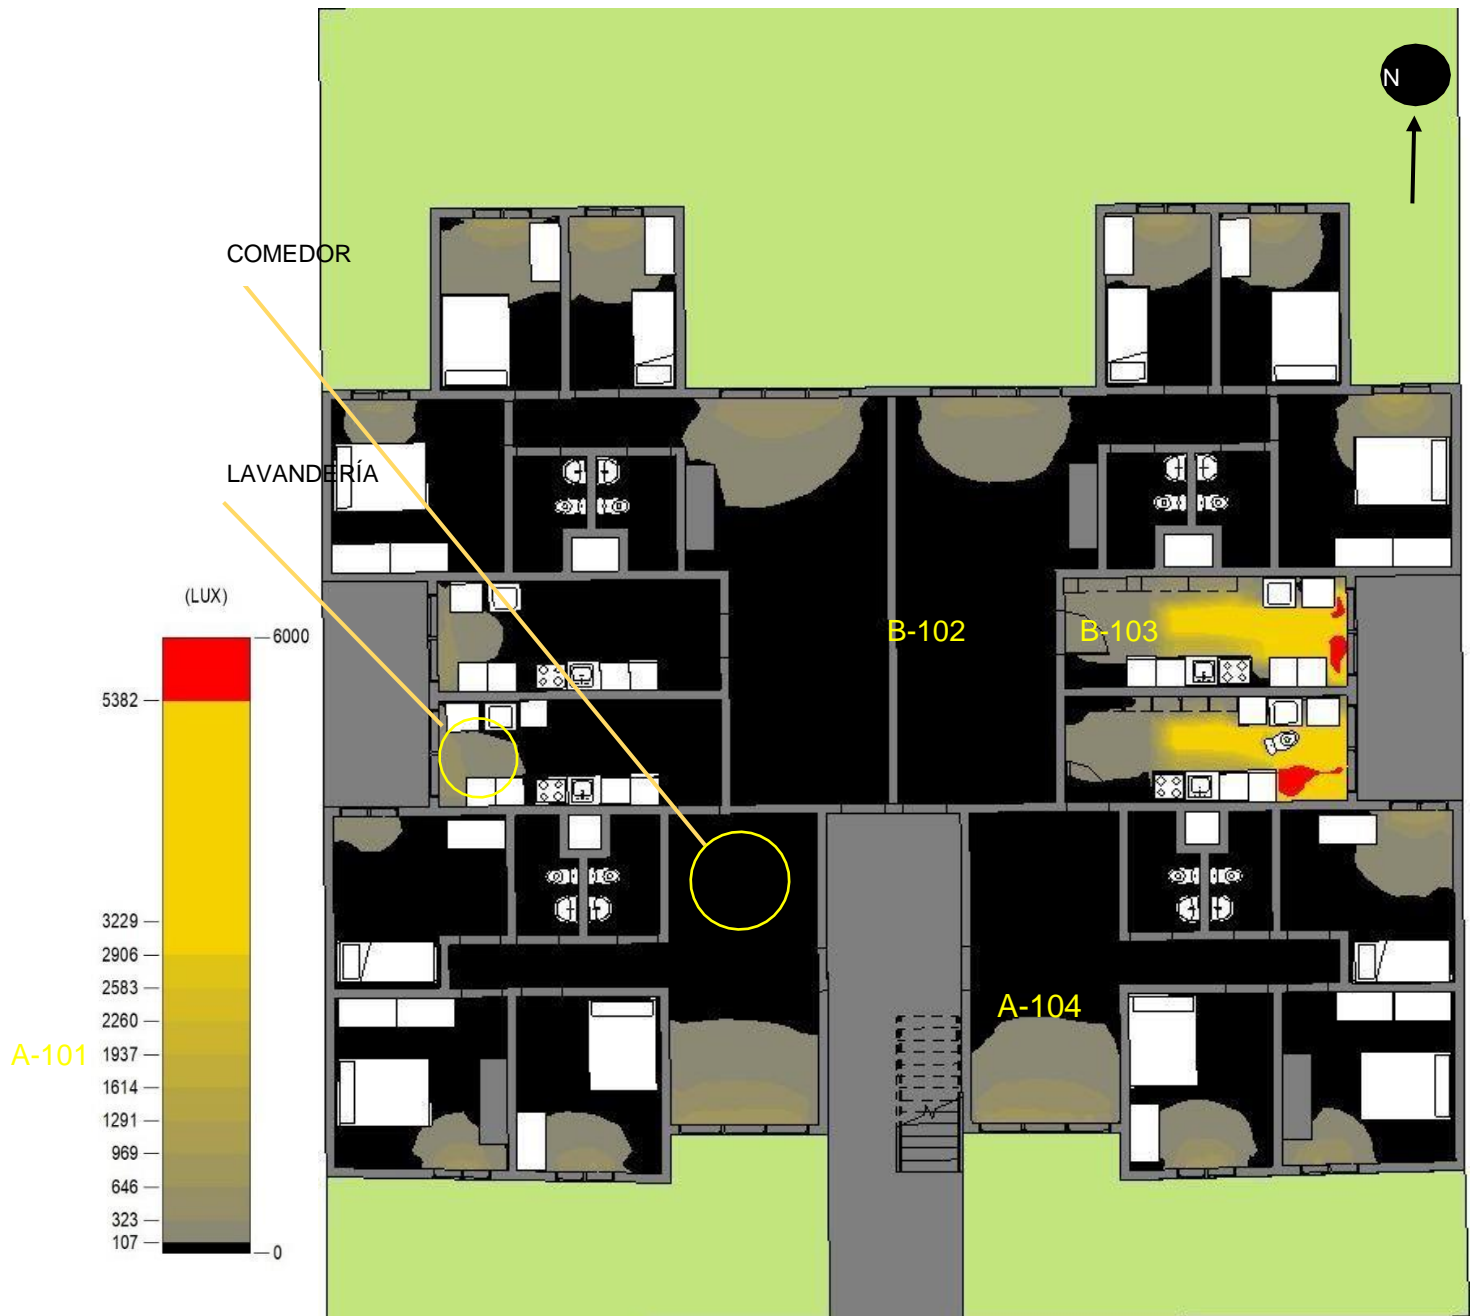 N
COMEDOR
LAVANDERÍA
(LUX)
6000
5382
3229
2906
2583
2260
1937
1614
1291
969
646
323
107
0
B-102
B-103
A-104
A-101